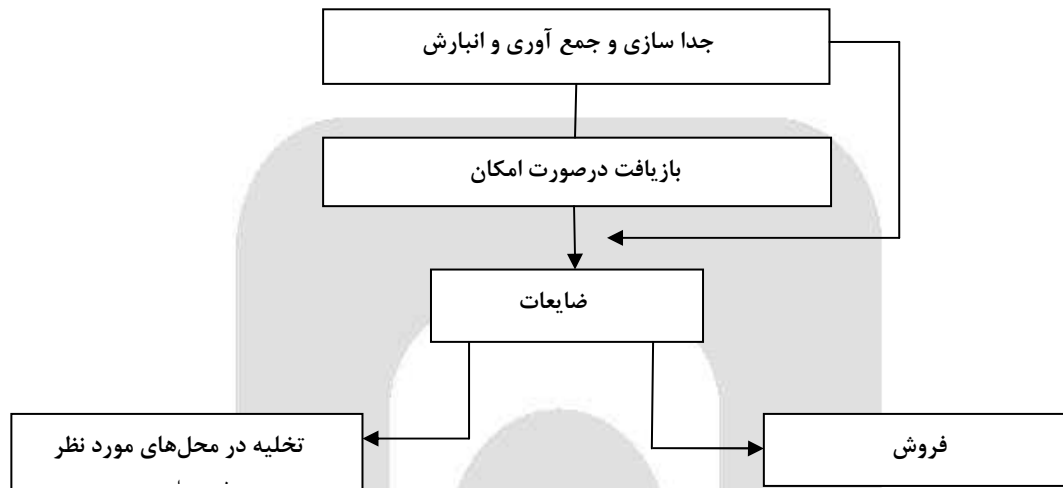 جدا سازی و جمع آوری و انبارش
بازیافت درصورت امکان
ضایعات
فروش
تخلیه در محل‌های مورد نظر